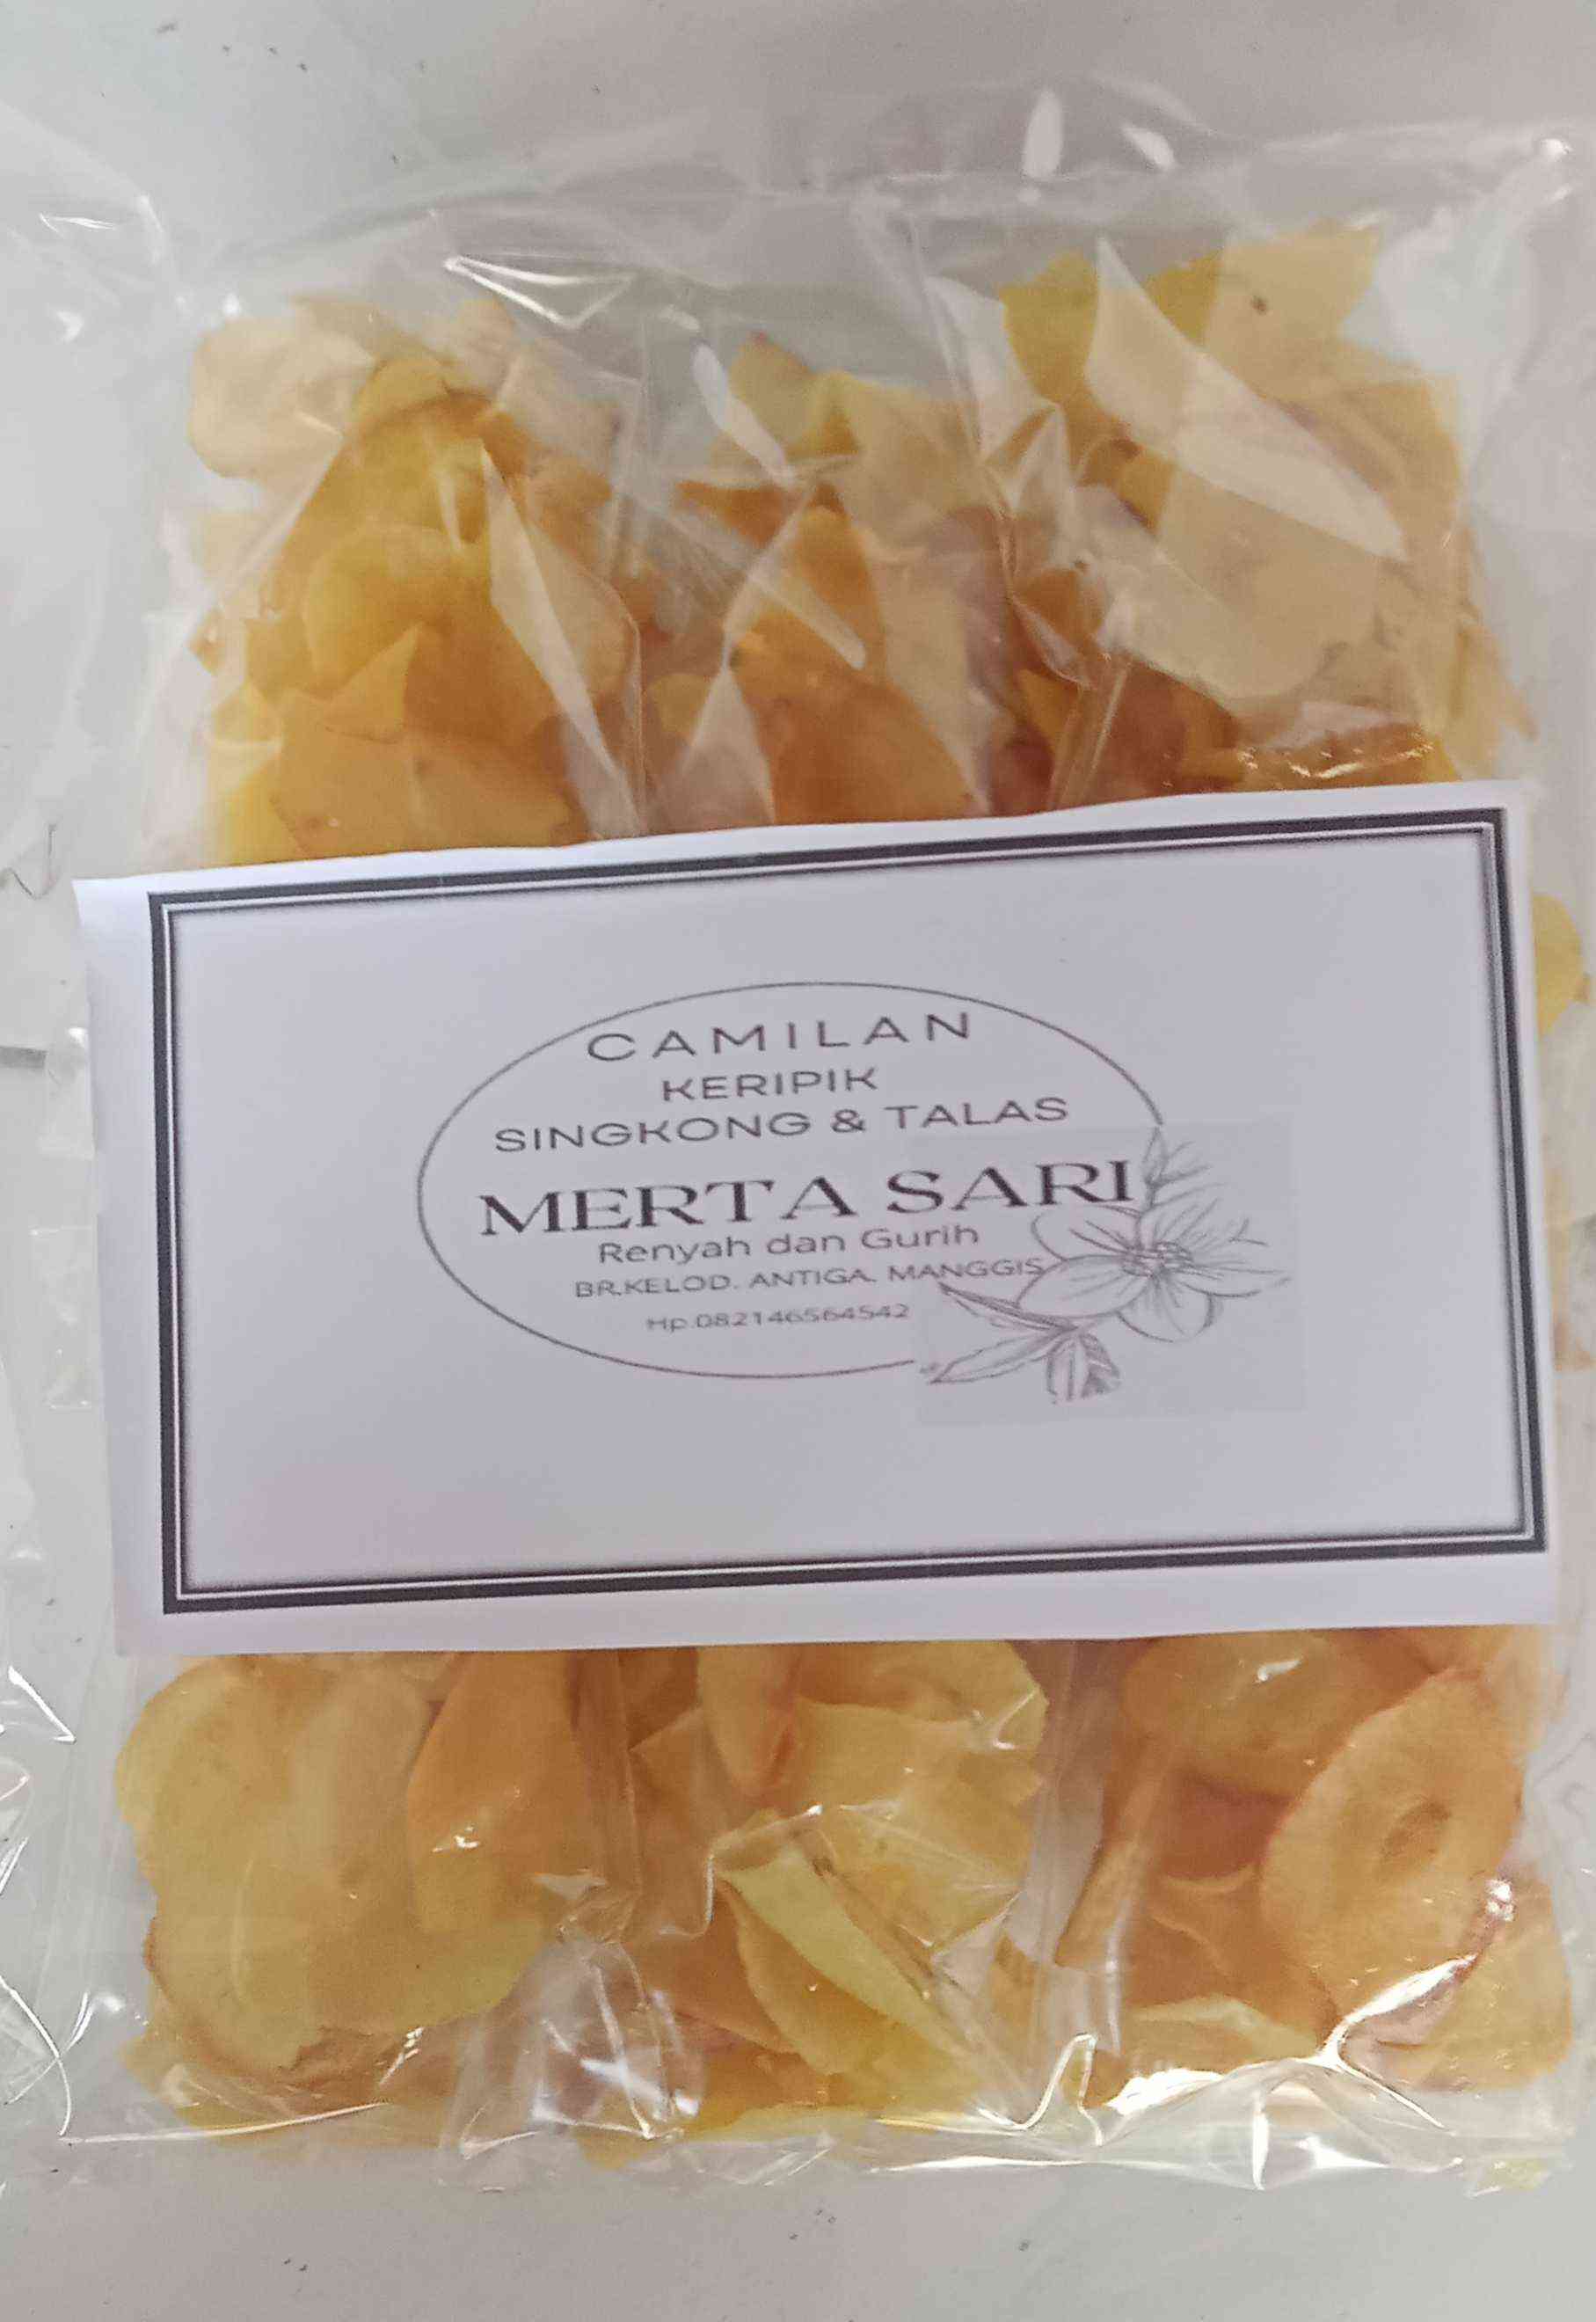 CAMILAN
KERIPIK
SINGKONG & TALAS
MERTA SARI
Renyah dan Gurih
BR.KELOD. ANTIGA. MANGGIS
Hp.082146564542